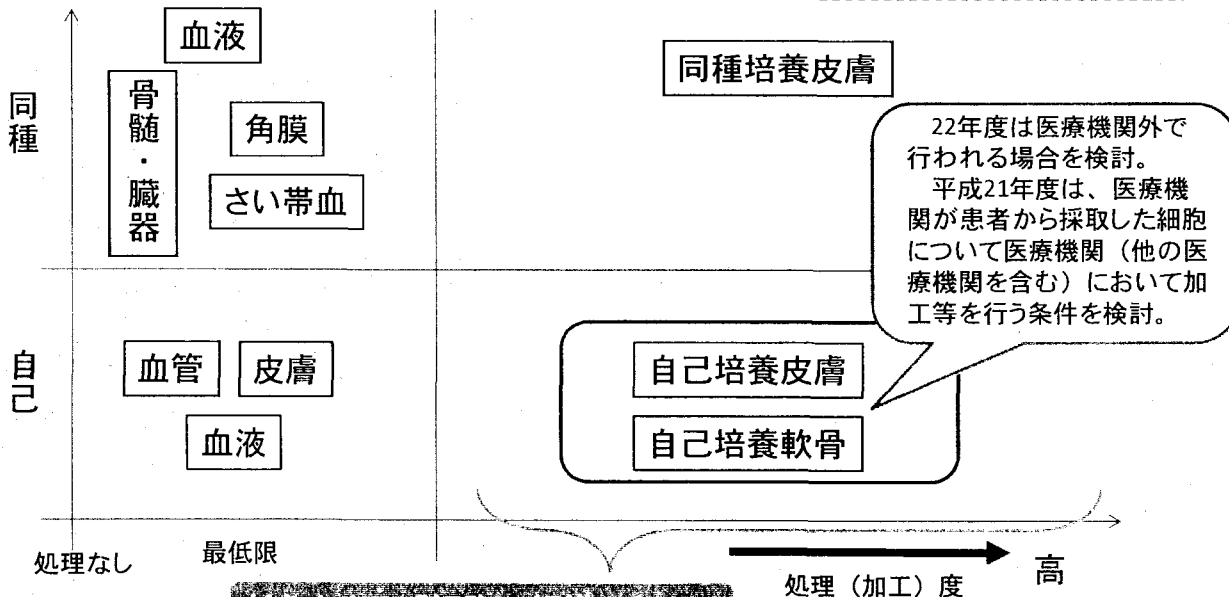 血液
同種培養皮膚
同種
骨髄・臓器
角膜
さい帯血
22年度は医療機関外で
行われる場合を検討。
平成21年度は、医療機
関が患者から採取した細胞
について医療機関（他の医
療機関を含む）において加
工等を行う条件を検討。
自己
血管
皮膚
血液
自己培養皮膚
自己培養軟骨
処理なし
最低限
処理（加工）度
高